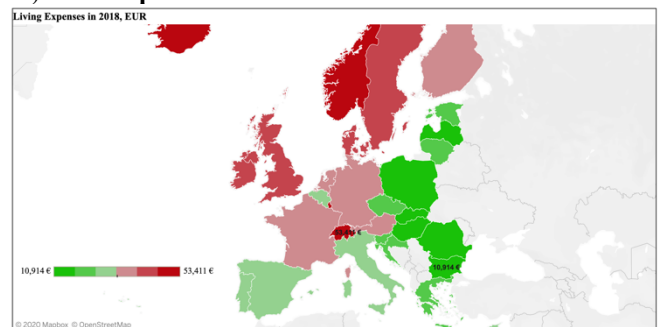 Living Expenses in 2018, EUR
10,914 €
53,411 €
10,914 €
© 2020 Mapbox © OpenStreetMap